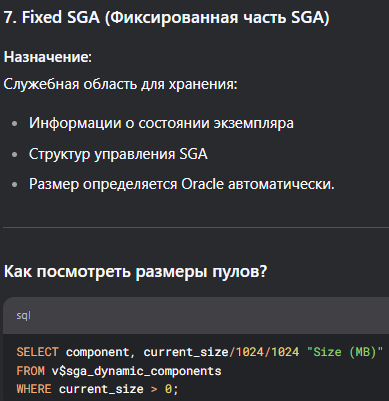 7. Fixed SGA (Фиксированная часть SGA)
Назначение:
Служебная область для хранения:
• Информации о состоянии экземпляра
• Структур управления SGA
• Размер определяется Oracle автоматически.
Как посмотреть размеры пулов?
sql
SELECT component, current_size/1024/1024 "Size (MB)"
FROM v$sga_dynamic_components
WHERE current_size > 0;